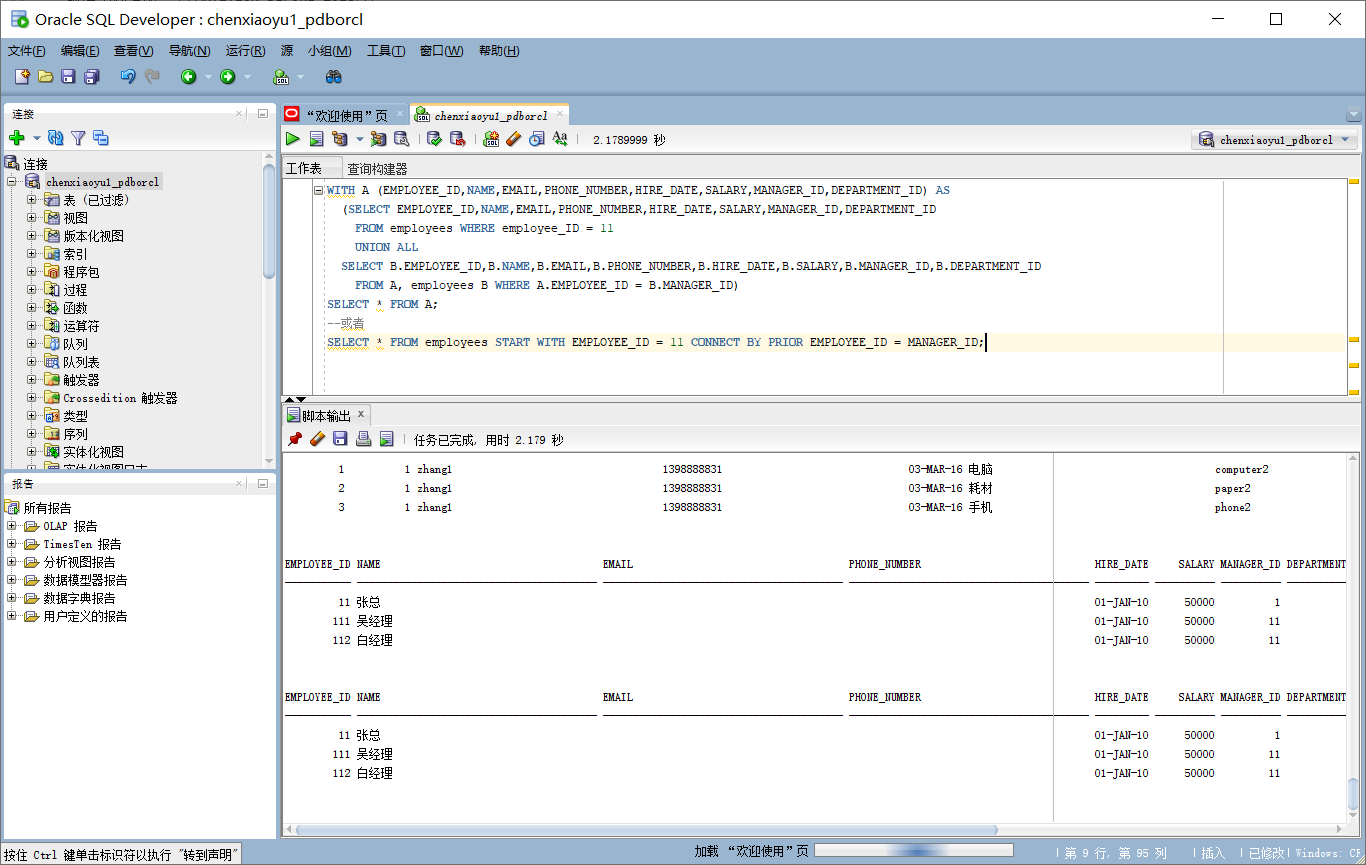 Oracle SQL Developer : chenxiaoyu1_pdborcl
文件(F) 编辑(E) 查看(V) 导航(N) 运行(R) 源 小组(M) 工具(T) 窗口(W) 帮助(H)
连接
连接
chenxiaoyu1_pdborcl
表 (已过滤)
视图
版本化视图
索引
程序包
过程
函数
运算符
队列
队列表
触发器
Crossedition 触发器
类型
序列
实体化视图
实体化视图日志
报告
所有报告
OLAP 报告
TimesTen 报告
分析视图报告
数据模型器报告
数据字典报告
用户定义的报告
“欢迎使用”页 chenxiaoyu1_pdborcl
2.1789999 秒 chenxiaoyu1_pdborcl
工作表 查询构建器
WITH A (EMPLOYEE_ID,NAME,EMAIL,PHONE_NUMBER,HIRE_DATE,SALARY,MANAGER_ID,DEPARTMENT_ID) AS
(SELECT EMPLOYEE_ID,NAME,EMAIL,PHONE_NUMBER,HIRE_DATE,SALARY,MANAGER_ID,DEPARTMENT_ID
FROM employees WHERE employee_ID = 11
UNION ALL
SELECT B.EMPLOYEE_ID,B.NAME,B.EMAIL,B.PHONE_NUMBER,B.HIRE_DATE,B.SALARY,B.MANAGER_ID,B.DEPARTMENT_ID
FROM A, employees B WHERE A.EMPLOYEE_ID = B.MANAGER_ID)
SELECT * FROM A;
--或者
SELECT * FROM employees START WITH EMPLOYEE_ID = 11 CONNECT BY PRIOR EMPLOYEE_ID = MANAGER_ID;
脚本输出 x
任务已完成, 用时 2.179 秒
1 1 zhang1 1398888831 03-MAR-16 电脑 computer2
2 1 zhang1 1398888831 03-MAR-16 耗材 paper2
3 1 zhang1 1398888831 03-MAR-16 手机 phone2
EMPLOYEE_ID NAME EMAIL PHONE_NUMBER HIRE_DATE SALARY MANAGER_ID DEPARTMENT
11 张总 01-JAN-10 50000 1
111 吴经理 01-JAN-10 50000 11
112 白经理 01-JAN-10 50000 11
EMPLOYEE_ID NAME EMAIL PHONE_NUMBER HIRE_DATE SALARY MANAGER_ID DEPARTMENT
11 张总 01-JAN-10 50000 1
111 吴经理 01-JAN-10 50000 11
112 白经理 01-JAN-10 50000 11
按住 Ctrl 键单击标识符以执行 "转到声明" 加载 “欢迎使用”页 | 第 9 行, 第 95 列 | 插入 | 已修改| Windows: CR